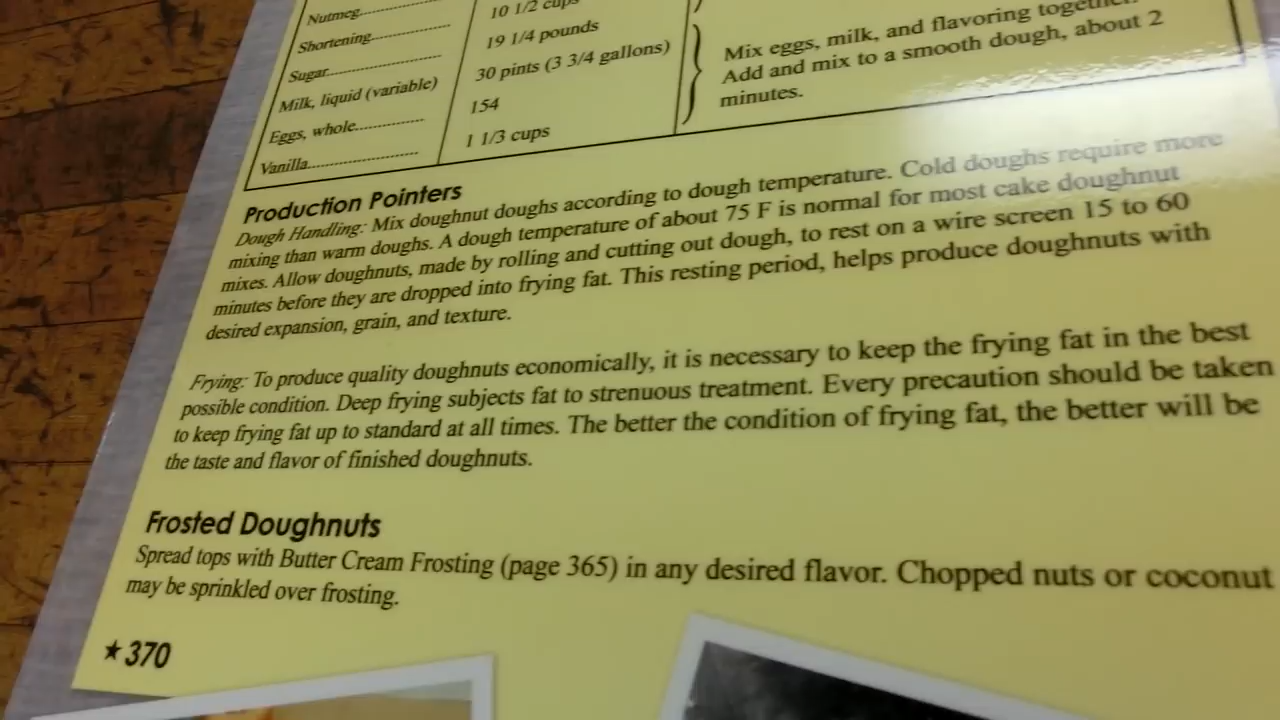 Nutmeg
Shortening 10 1/2 cups
Sugar 19 1/4 pounds
Milk, liquid (variable) 30 pints (3 3/4 gallons)
Eggs, whole 154
Vanilla 1 1/3 cups
Mix eggs, milk, and flavoring together.
Add and mix to a smooth dough, about 2
minutes.
Production Pointers
Dough Handling: Mix doughnut doughs according to dough temperature. Cold doughs require more
mixing than warm doughs. A dough temperature of about 75 F is normal for most cake doughnut
mixes. Allow doughnuts, made by rolling and cutting out dough, to rest on a wire screen 15 to 60
minutes before they are dropped into frying fat. This resting period, helps produce doughnuts with
desired expansion, grain, and texture.
Frying: To produce quality doughnuts economically, it is necessary to keep the frying fat in the best
possible condition. Deep frying subjects fat to strenuous treatment. Every precaution should be taken
to keep frying fat up to standard at all times. The better the condition of frying fat, the better will be
the taste and flavor of finished doughnuts.
Frosted Doughnuts
Spread tops with Butter Cream Frosting (page 365) in any desired flavor. Chopped nuts or coconut
may be sprinkled over frosting.
★370